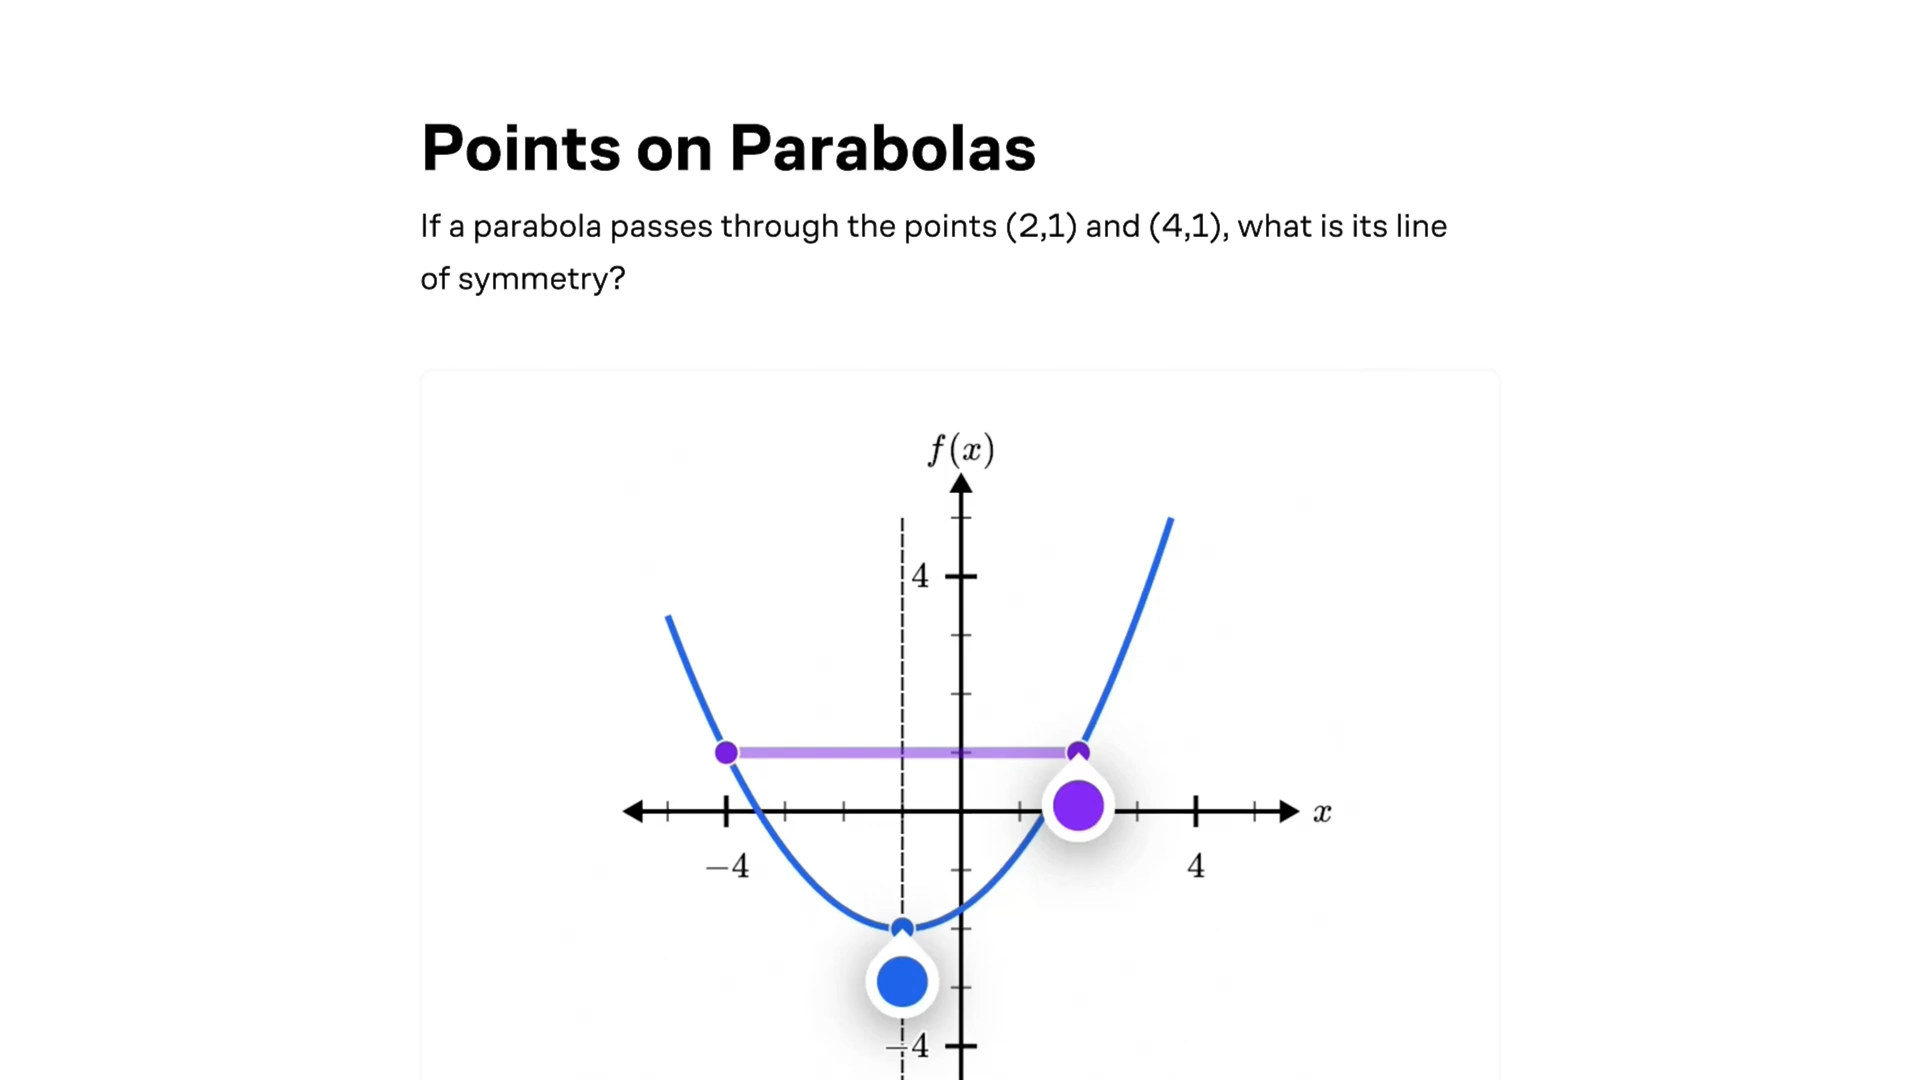 Points on Parabolas
If a parabola passes through the points (2,1) and (4,1), what is its line
of symmetry?
f(x)
4
x
−4
4
−4